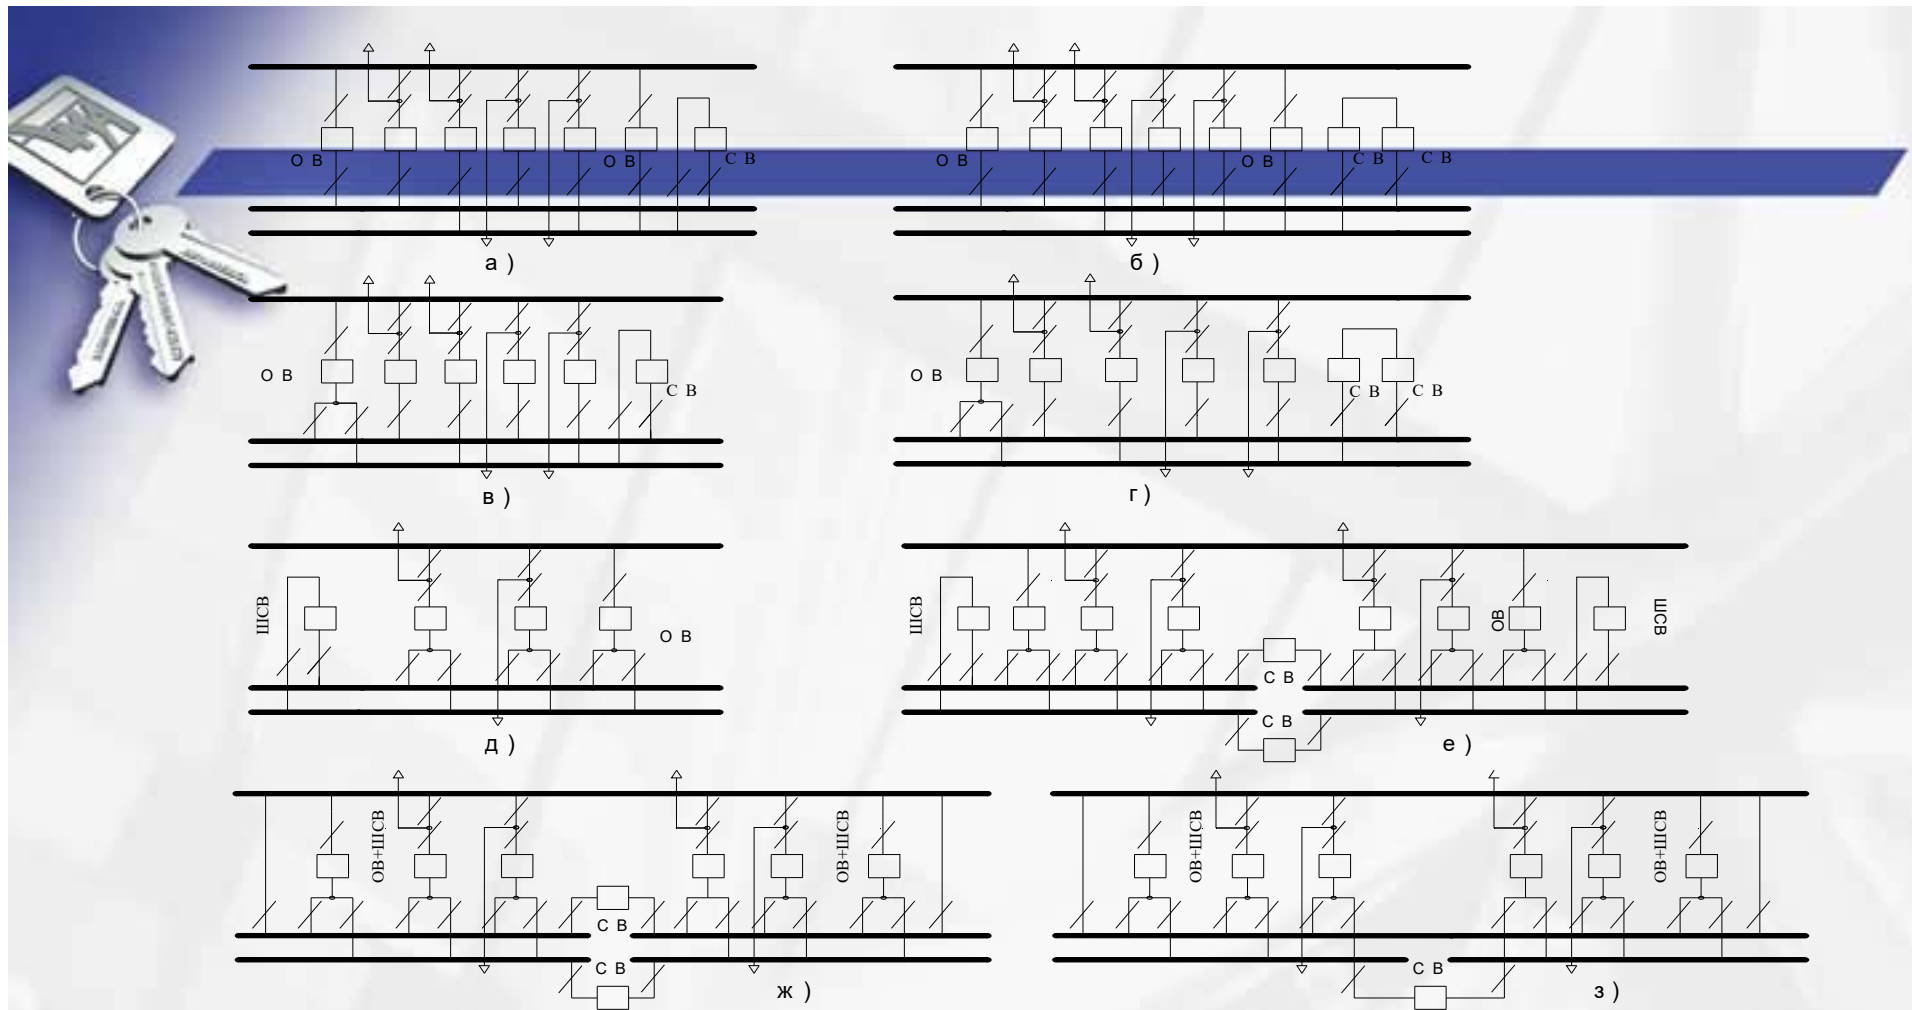 О В О В С В
а )
О В О В С В С В
б )
О В С В
в )
О В С В С В
г )
ШСВ О В
д )
ШСВ С В С В ОВ ШСВ
е )
ОВ+ШСВ С В С В ОВ+ШСВ
ж )
ОВ+ШСВ С В ОВ+ШСВ
з )